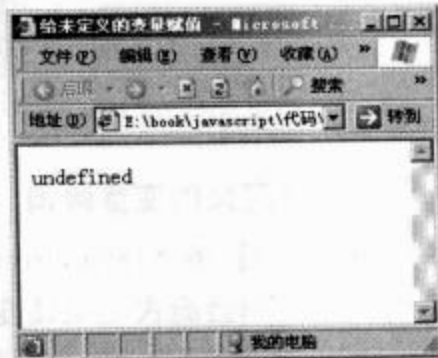 给未定义的变量赋值 - Microsoft ...
文件(F) 编辑(E) 查看(V) 收藏(A) »
后退 搜索 »
地址(D) E:\book\javascript\代码\ 转到
undefined
我的电脑